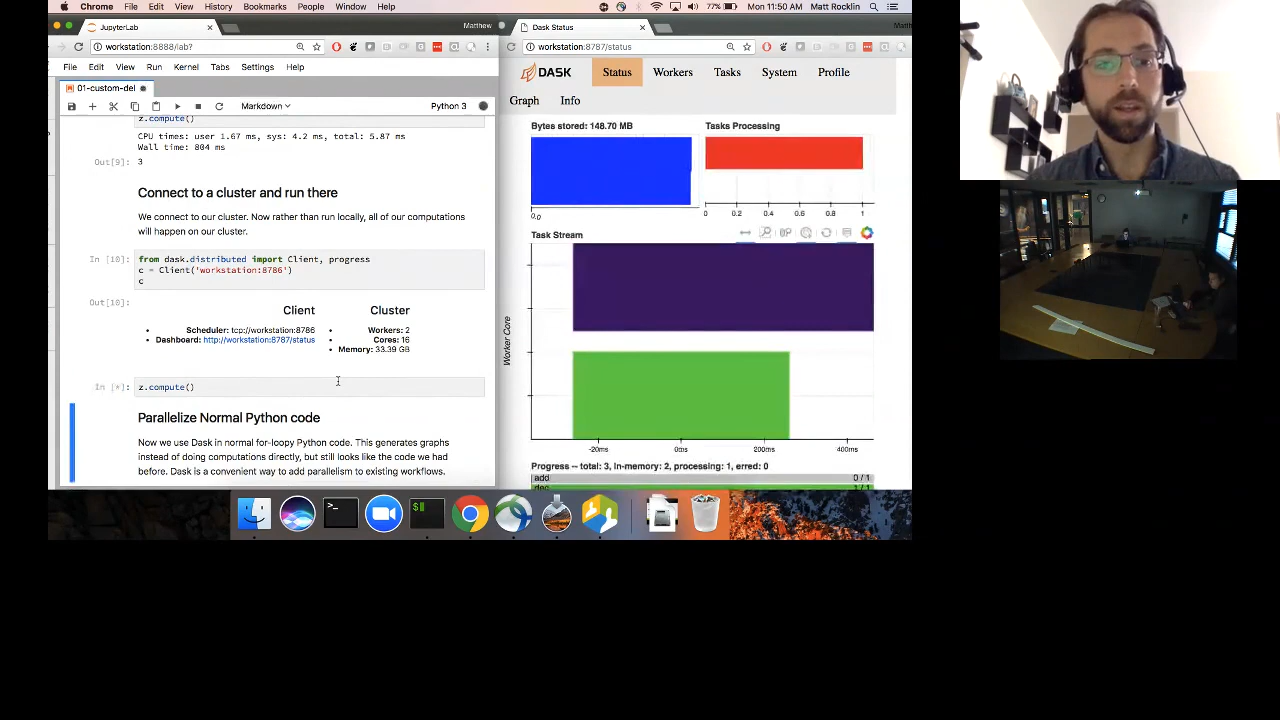 Chrome File Edit View History Bookmarks People Window Help 77% Mon 11:50 AM Matt Rocklin
JupyterLab
Matthew
workstation:8888/lab?
File Edit View Run Kernel Tabs Settings Help
01-custom-del
Markdown
Python 3
z.compute()
CPU times: user 1.67 ms, sys: 4.2 ms, total: 5.87 ms
Wall time: 804 ms
Out[9]: 3
Connect to a cluster and run there
We connect to our cluster. Now rather than run locally, all of our computations
will happen on our cluster.
In [10]: from dask.distributed import Client, progress
c = Client('workstation:8786')
c
Out[10]:
Client
Scheduler: tcp://workstation:8786
Dashboard: http://workstation:8787/status
Cluster
Workers: 2
Cores: 16
Memory: 33.39 GB
In [*]: z.compute()
Parallelize Normal Python code
Now we use Dask in normal for-loopy Python code. This generates graphs
instead of doing computations directly, but still looks like the code we had
before. Dask is a convenient way to add parallelism to existing workflows.
Dask Status
workstation:8787/status
DASK Status Workers Tasks System Profile
Graph Info
Bytes stored: 148.70 MB
0.0
Tasks Processing
0 0.2 0.4 0.6 0.8 1
Task Stream
Worker Core
-20ms 0ms 200ms 400ms
Progress -- total: 3, in-memory: 2, processing: 1, erred: 0
add 0 / 1
dec 1 / 1